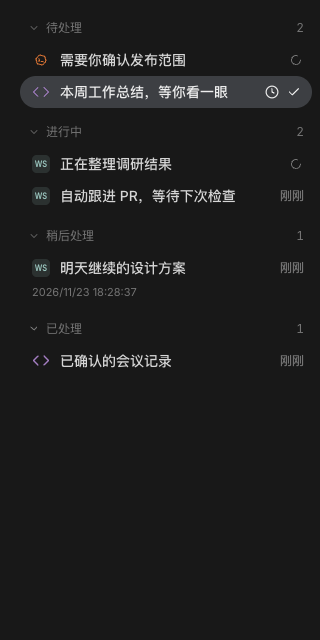 待处理 2
需要你确认发布范围
本周工作总结，等你看一眼
进行中 2
WS 正在整理调研结果
WS 自动跟进 PR，等待下次检查 刚刚
稍后处理 1
WS 明天继续的设计方案 刚刚
2026/11/23 18:28:37
已处理 1
已确认的会议记录 刚刚